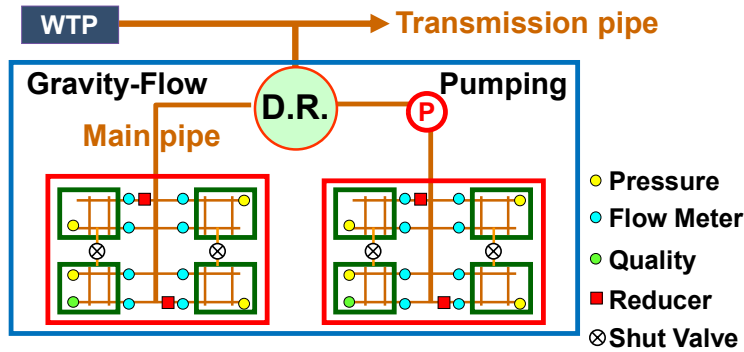 WTP
Transmission pipe
Gravity-Flow
Pumping
D.R.
P
Main pipe
Pressure
Flow Meter
Quality
Reducer
Shut Valve